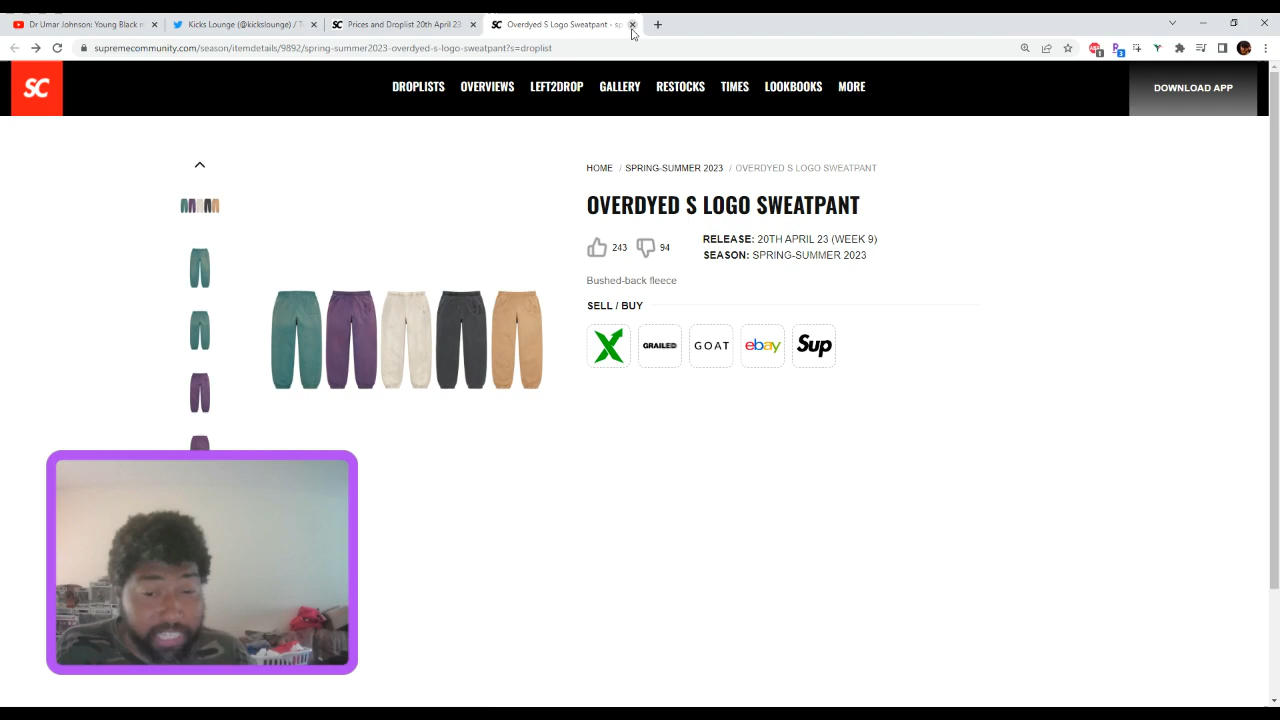 Dr Umar Johnson: Young Black m
Kicks Lounge (@kickslounge) / T
SC Prices and Droplist 20th April 23
SC Overdyed S Logo Sweatpant - sp
supremecommunity.com/season/itemdetails/9892/spring-summer2023-overdyed-s-logo-sweatpant?s=droplist
SC
DROPLISTS OVERVIEWS LEFT2DROP GALLERY RESTOCKS TIMES LOOKBOOKS MORE
DOWNLOAD APP
HOME / SPRING-SUMMER 2023 / OVERDYED S LOGO SWEATPANT
OVERDYED S LOGO SWEATPANT
243 94
RELEASE: 20TH APRIL 23 (WEEK 9)
SEASON: SPRING-SUMMER 2023
Bushed-back fleece
SELL / BUY
X GRAILED GOAT ebay Sup